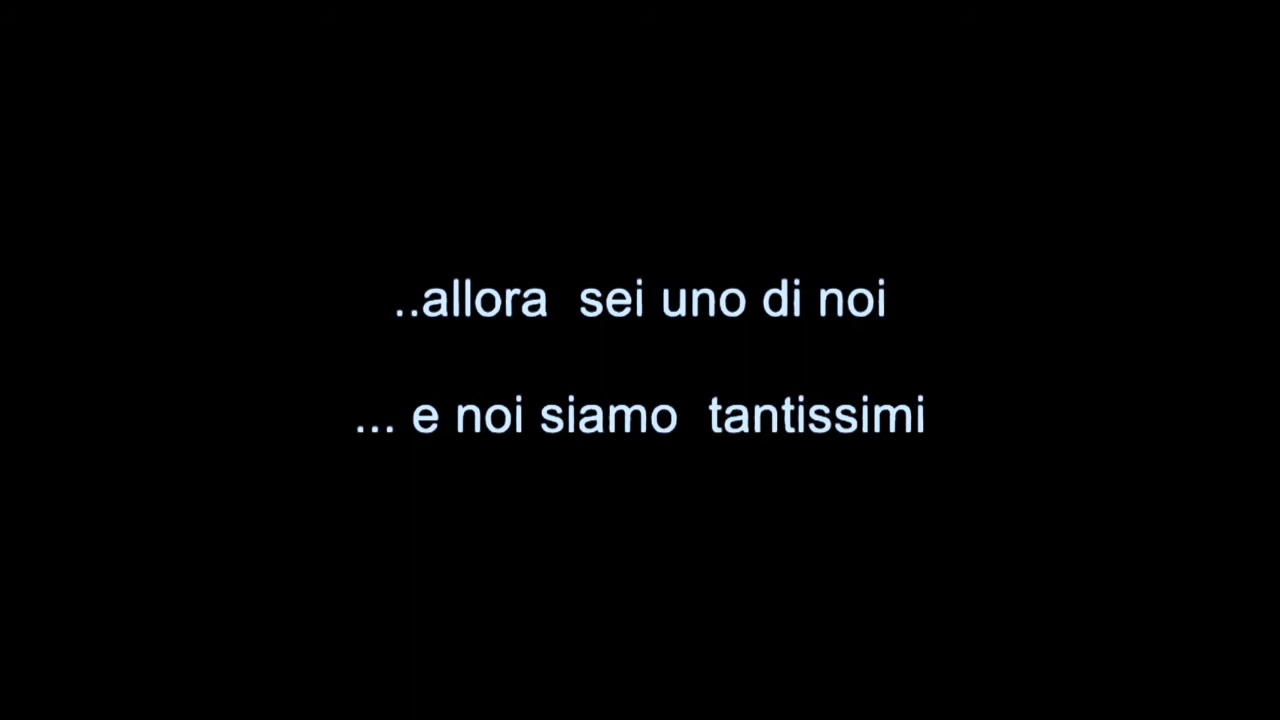 ..allora  sei uno di noi
... e noi siamo  tantissimi